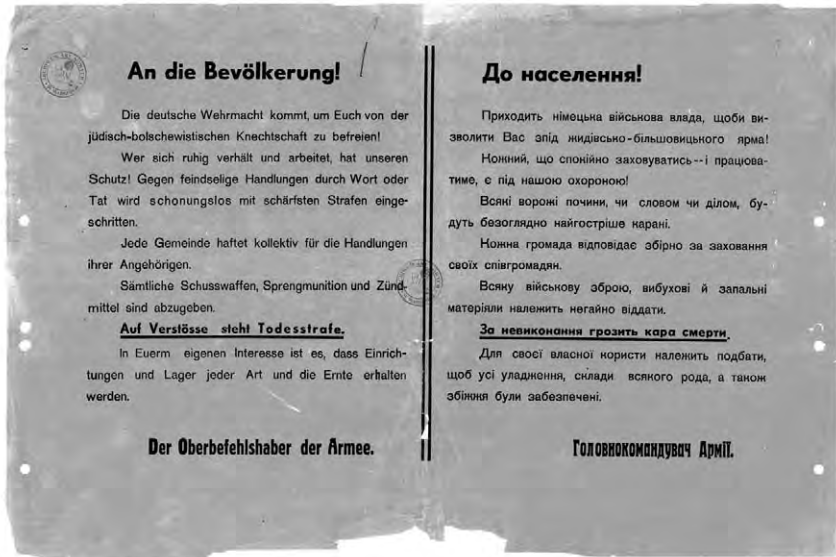 An die Bevölkerung!
Die deutsche Wehrmacht kommt, um Euch von der
jüdisch-bolschewistischen Knechtschaft zu befreien!
Wer sich ruhig verhält und arbeitet, hat unseren
Schutz! Gegen feindselige Handlungen durch Wort oder
Tat wird schonungslos mit schärfsten Strafen einge-
schritten.
Jede Gemeinde haftet kollektiv für die Handlungen
ihrer Angehörigen.
Sämtliche Schusswaffen, Sprengmunition und Zünd-
mittel sind abzugeben.
Auf Verstösse steht Todesstrafe.
In Euerm eigenen Interesse ist es, dass Einrich-
tungen und Lager jeder Art und die Ernte erhalten
werden.
Der Oberbefehlshaber der Armee.
До населення!
Приходить німецька військова влада, щоби ви-
зволити Вас зпід жидівсько-більшовицького ярма!
Кожний, що спокійно заховуватись--і працюва-
тиме, є під нашою охороною!
Всякі ворожі почини, чи словом чи ділом, бу-
дуть безоглядно найгостріше карані.
Кожна громада відповідає збірно за заховання
своїх співгромадян.
Всяку військову зброю, вибухові й запальні
матеріяли належить негайно віддати.
За невиконання грозить кара смерти.
Для своєї власної користи належить подбати,
щоб усі уладження, склади всякого рода, а також
збіжжя були забезпечені.
Головнокомандувач Армії.